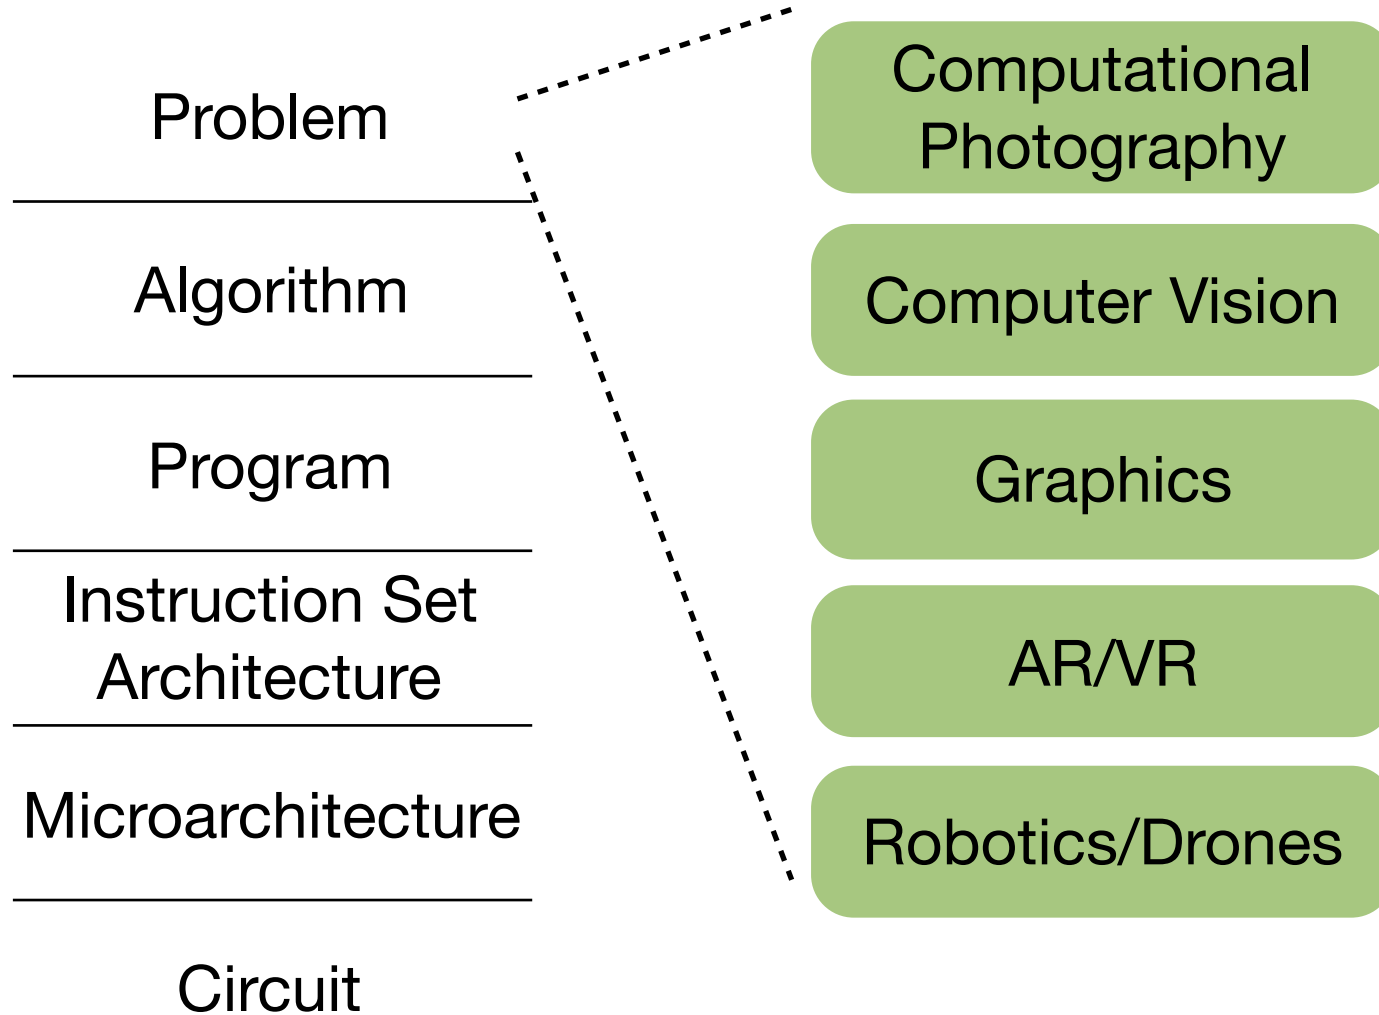 Problem
Algorithm
Program
Instruction Set
Architecture
Microarchitecture
Circuit
Computational
Photography
Computer Vision
Graphics
AR/VR
Robotics/Drones